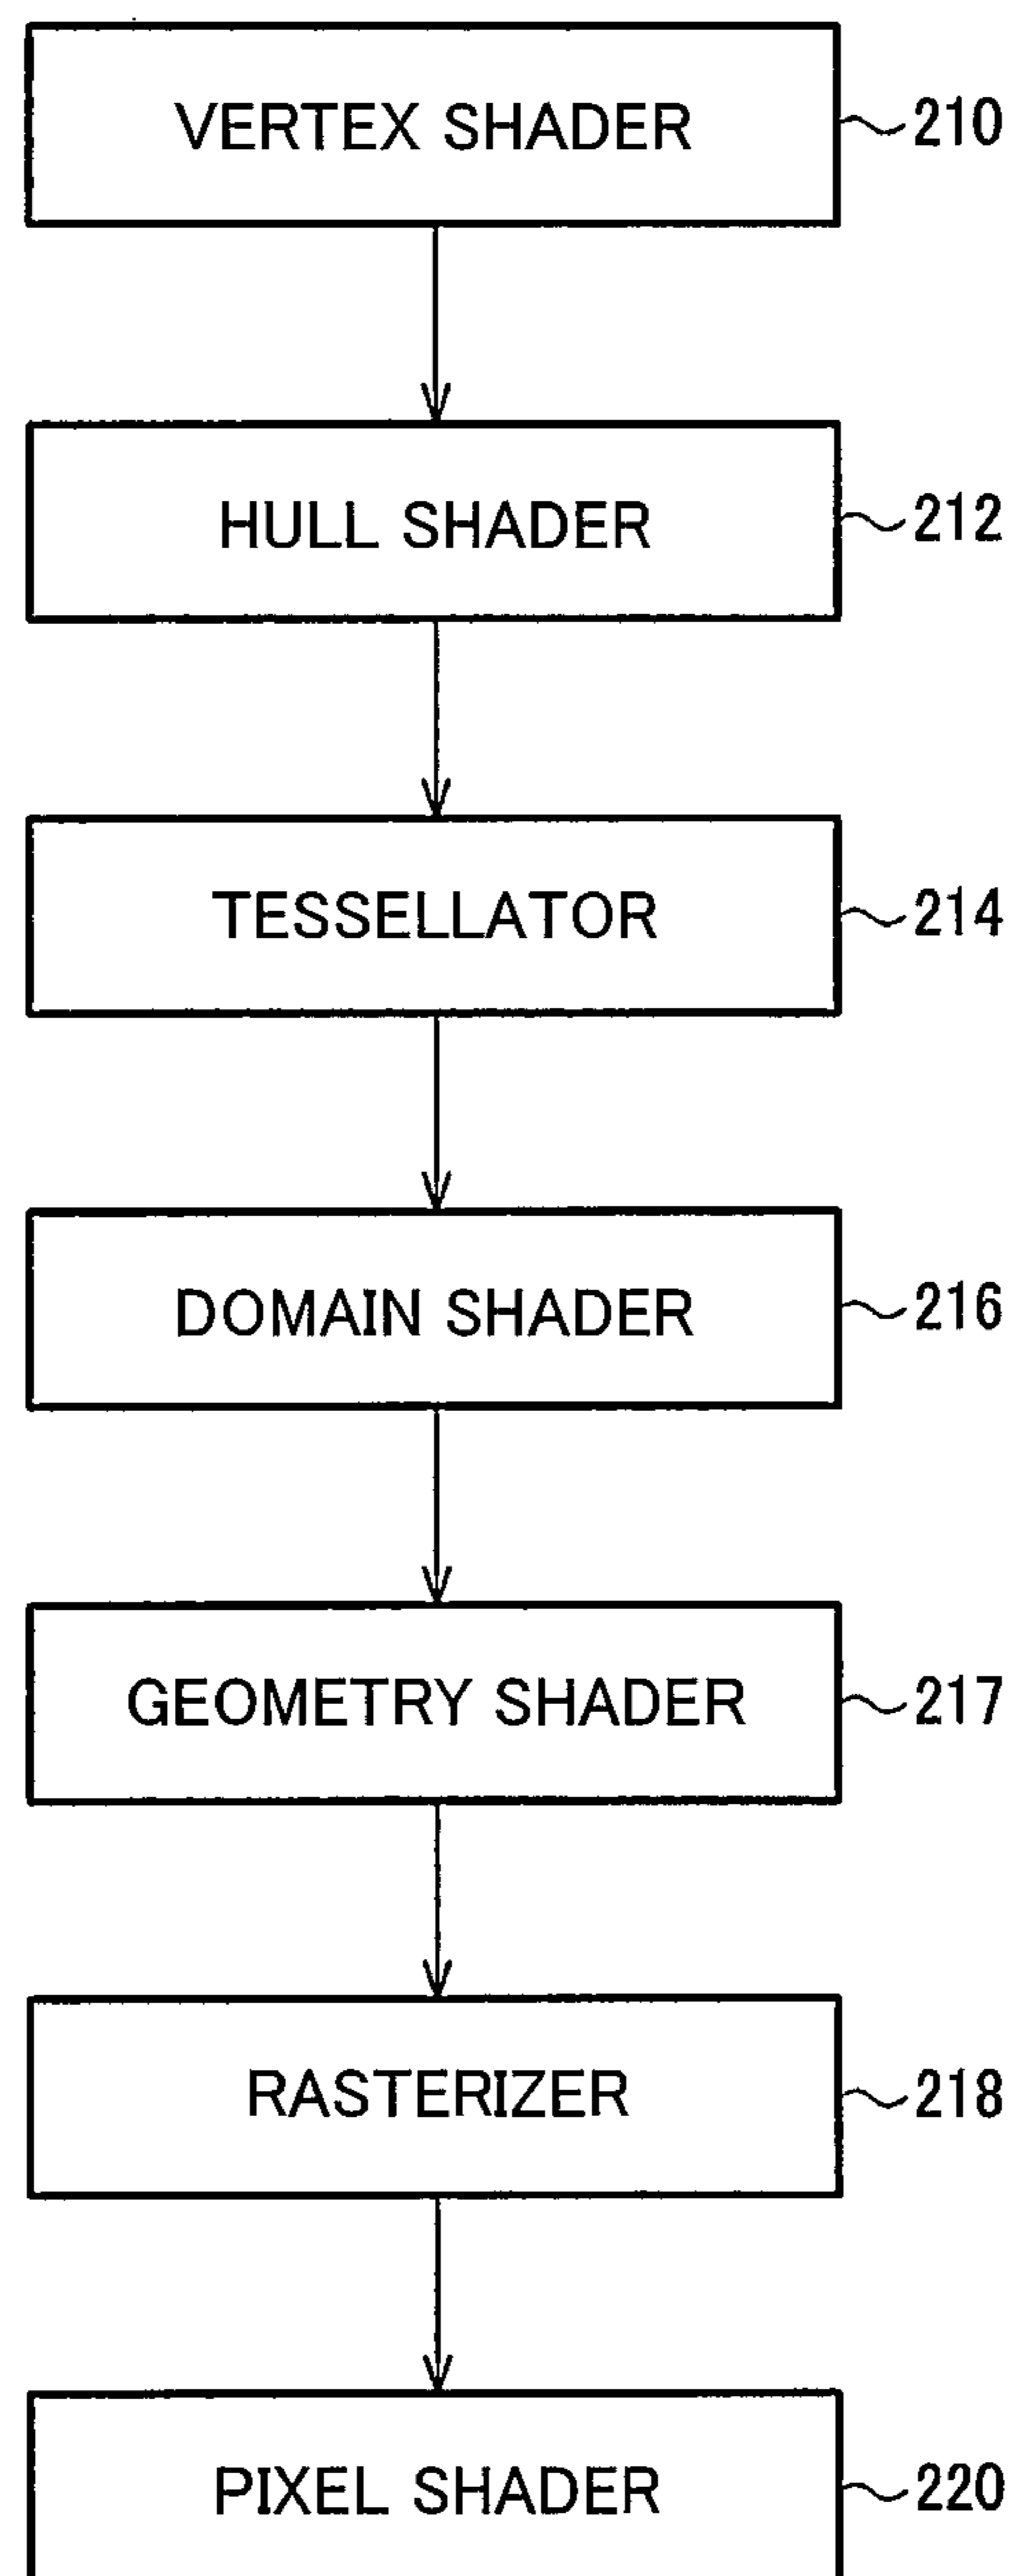 VERTEX SHADER 210
HULL SHADER 212
TESSELLATOR 214
DOMAIN SHADER 216
GEOMETRY SHADER 217
RASTERIZER 218
PIXEL SHADER 220